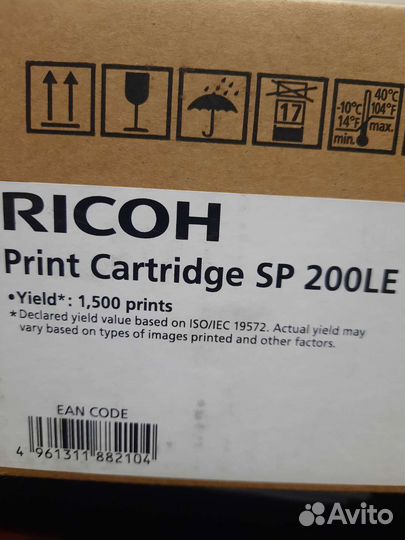 17
-10°C
14°F
min.
40°C
104°F
max.
RICOH
Print Cartridge SP 200LE
•Yield*: 1,500 prints
*Declared yield value based on ISO/IEC 19572. Actual yield may
vary based on types of images printed and other factors.
EAN CODE
4 961311 882104
Avito